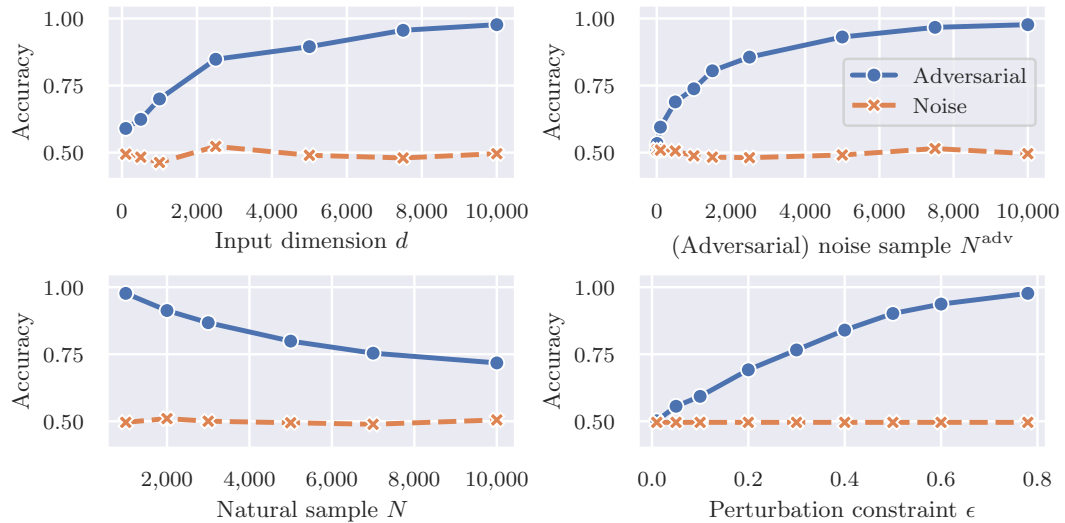 1.00
0.75
0.50
Accuracy
0 2,000 4,000 6,000 8,000 10,000
Input dimension d
1.00
0.75
0.50
Accuracy
Adversarial
Noise
0 2,000 4,000 6,000 8,000 10,000
(Adversarial) noise sample N^adv
1.00
0.75
0.50
Accuracy
2,000 4,000 6,000 8,000 10,000
Natural sample N
1.00
0.75
0.50
Accuracy
0.0 0.2 0.4 0.6 0.8
Perturbation constraint ϵ